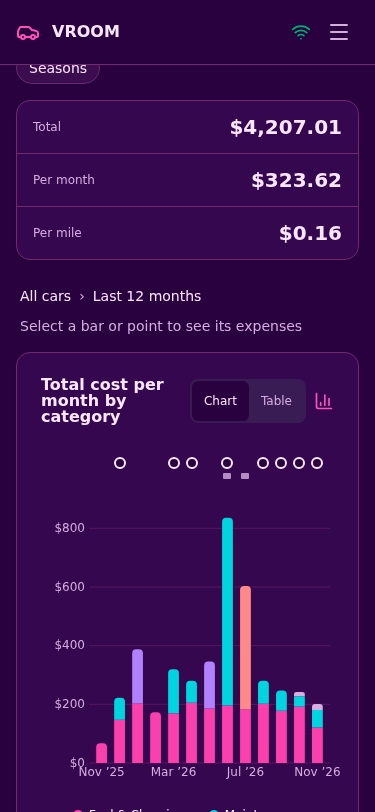 VROOM
Seasons
Total $4,207.01
Per month $323.62
Per mile $0.16
All cars › Last 12 months
Select a bar or point to see its expenses
Total cost per
month by
category
Chart Table
$800
$600
$400
$200
$0
Nov ’25 Mar ’26 Jul ’26 Nov ’26